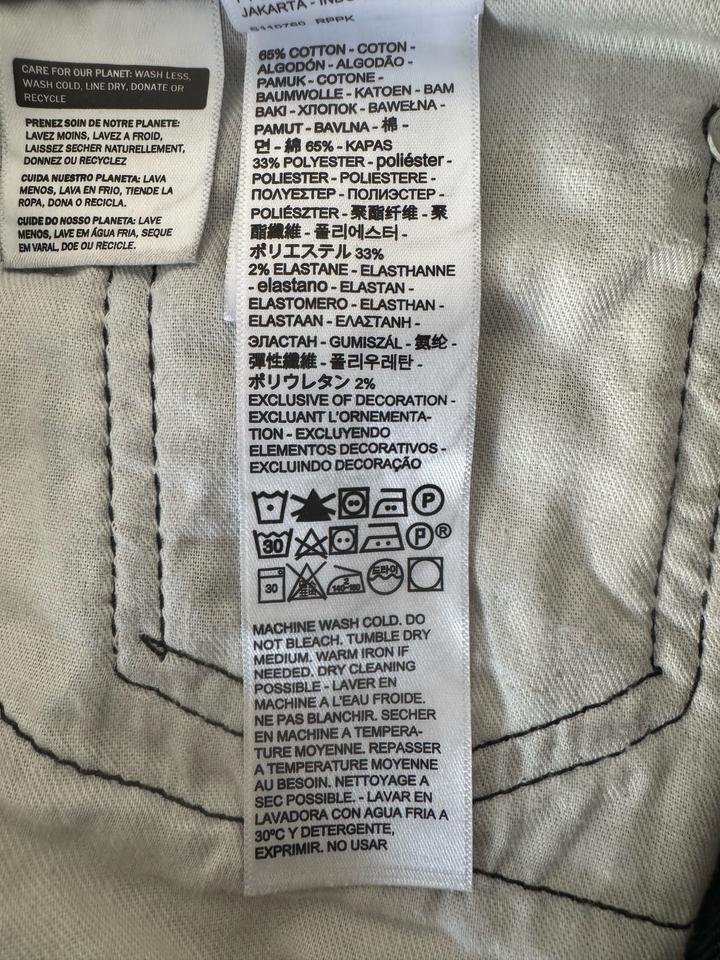 CARE FOR OUR PLANET: WASH LESS,
WASH COLD, LINE DRY, DONATE OR
RECYCLE
PRENEZ SOIN DE NOTRE PLANETE:
LAVEZ MOINS, LAVEZ A FROID,
LAISSEZ SECHER NATURELLEMENT,
DONNEZ OU RECYCLEZ
CUIDA NUESTRO PLANETA: LAVA
MENOS, LAVA EN FRIO, TIENDE LA
ROPA, DONA O RECICLA.
CUIDE DO NOSSO PLANETA: LAVE
MENOS, LAVE EM ÁGUA FRIA, SEQUE
EM VARAL, DOE OU RECICLE.
JAKARTA -
65% COTTON - COTON -
ALGODÓN - ALGODÃO -
PAMUK - COTONE -
BAUMWOLLE - KATOEN - BAM
BAKI - ХЛОПОК - BAWEŁNA -
PAMUT - BAVLNA - 棉 -
면 - 綿 65% - KAPAS
33% POLYESTER - poliéster -
POLIESTER - POLIESTERE -
ΠΟΛΥΕΣΤΕΡ - ПОЛИЭСТЕР -
POLIÉSZTER - 聚酯纤维 - 聚
酯纖維 - 폴리에스터 -
ポリエステル 33%
2% ELASTANE - ELASTHANNE
- elastano - ELASTAN -
ELASTOMERO - ELASTHAN -
ELASTAAN - ΕΛΑΣΤΑΝΗ -
ЭЛАСТАН - GUMISZÁL - 氨纶 -
彈性纖維 - 폴리우레탄 -
ポリウレタン 2%
EXCLUSIVE OF DECORATION -
EXCLUANT L'ORNEMENTA-
TION - EXCLUYENDO
ELEMENTOS DECORATIVOS -
EXCLUINDO DECORAÇÃO
P
30 P ®
30 2 140-160 드라이
MACHINE WASH COLD. DO
NOT BLEACH. TUMBLE DRY
MEDIUM. WARM IRON IF
NEEDED. DRY CLEANING
POSSIBLE - LAVER EN
MACHINE A L'EAU FROIDE.
NE PAS BLANCHIR. SECHER
EN MACHINE A TEMPERA-
TURE MOYENNE. REPASSER
A TEMPERATURE MOYENNE
AU BESOIN. NETTOYAGE A
SEC POSSIBLE. - LAVAR EN
LAVADORA CON AGUA FRIA A
30ºC Y DETERGENTE,
EXPRIMIR. NO USAR